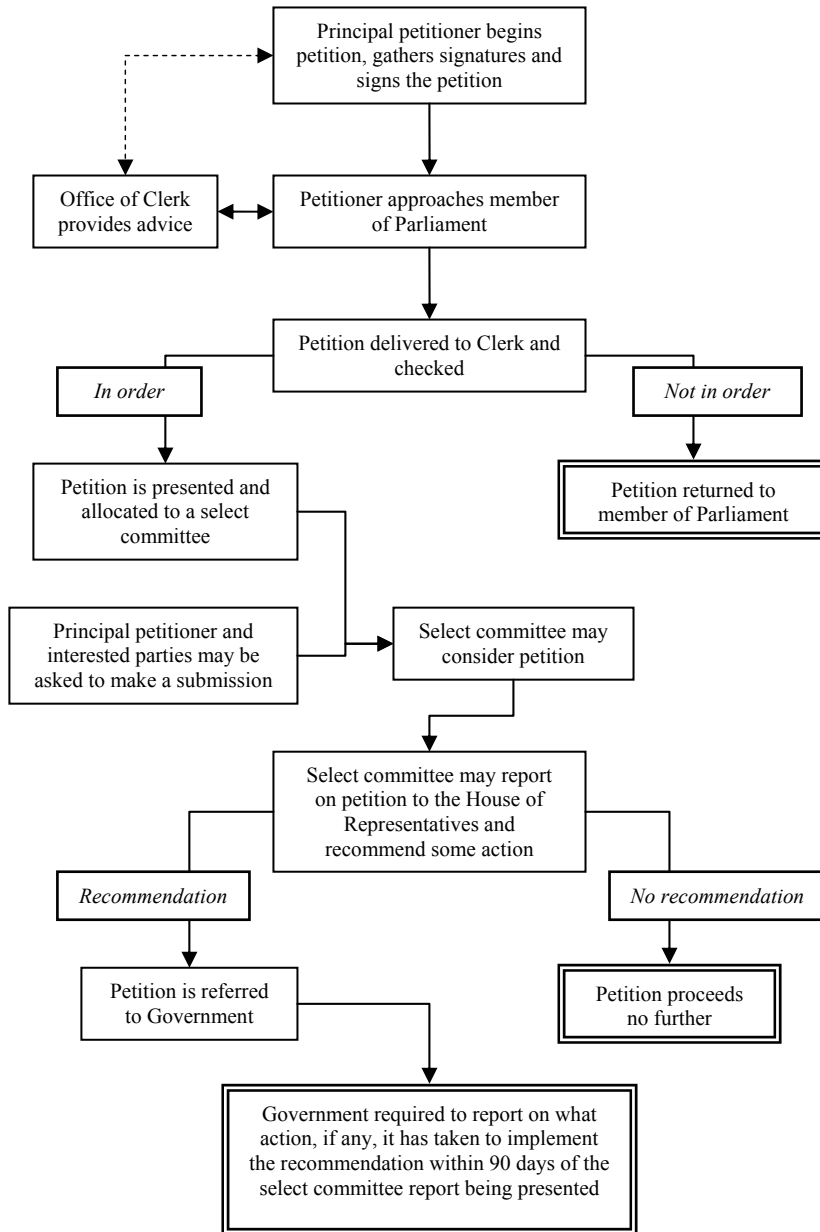 Principal petitioner begins
petition, gathers signatures and
signs the petition
Office of Clerk
provides advice
Petitioner approaches member
of Parliament
Petition delivered to Clerk and
checked
In order
Not in order
Petition is presented and
allocated to a select
committee
Petition returned to
member of Parliament
Principal petitioner and
interested parties may be
asked to make a submission
Select committee may
consider petition
Select committee may report
on petition to the House of
Representatives and
recommend some action
Recommendation
No recommendation
Petition is referred
to Government
Petition proceeds
no further
Government required to report on what
action, if any, it has taken to implement
the recommendation within 90 days of the
select committee report being presented